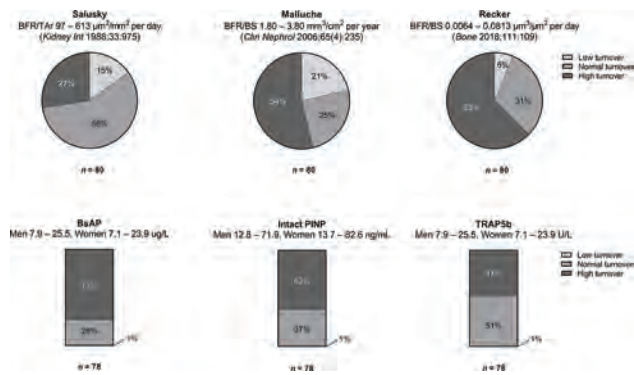 Salusky
BFR/TAr 97 – 613 µm²/mm² per day
(Kidney Int 1988;33:975)
15%
27%
n = 80
Malluche
BFR/BS 1.80 – 3.80 mm³/cm² per year
(Clin Nephrol 2006;65(4):235)
21%
25%
54%
n = 80
Recker
BFR/BS 0.0064 – 0.0813 µm³/µm² per day
(Bone 2018;111:109)
6%
31%
n = 80
Low turnover
Normal turnover
High turnover
BsAP
Men 7.9 – 25.5, Women 7.1 – 23.9 ug/L
26%
1%
n = 78
Intact PINP
Men 12.8 – 71.9, Women 13.7 – 82.6 ng/mL
62%
37%
1%
n = 78
TRAP5b
Men 7.9 – 25.5, Women 7.1 – 23.9 U/L
51%
1%
n = 78
Low turnover
Normal turnover
High turnover